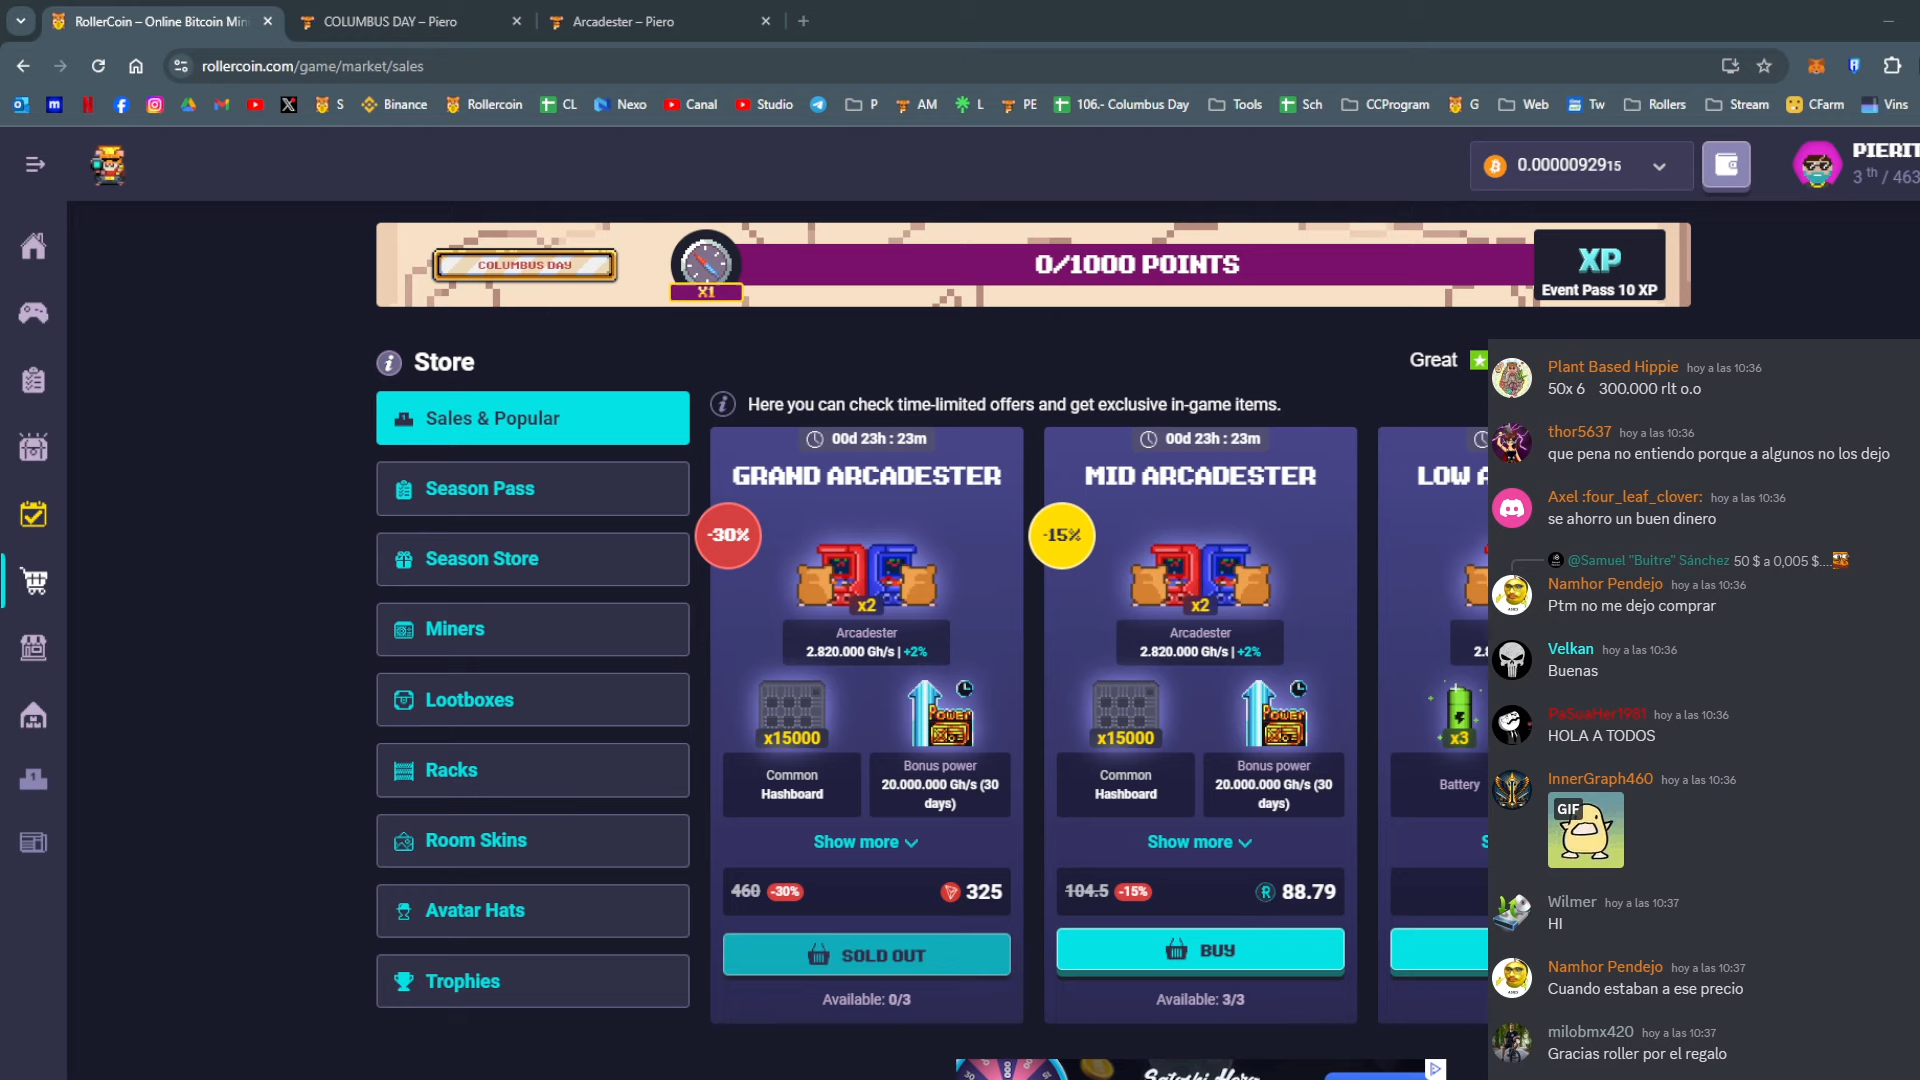 RollerCoin – Online Bitcoin Min
COLUMBUS DAY – Piero
Arcadester – Piero
rollercoin.com/game/market/sales
S
Binance
Rollercoin
CL
Nexo
Canal
Studio
P
AM
L
PE
106.- Columbus Day
Tools
Sch
CCProgram
G
Web
Tw
Rollers
Stream
CFarm
Vins
0.0000092915
PIERIT
3 th / 463
COLUMBUS DAY
X1
0/1000 POINTS
XP
Event Pass 10 XP
Store
Great
Sales & Popular
Season Pass
Season Store
Miners
Lootboxes
Racks
Room Skins
Avatar Hats
Trophies
Here you can check time-limited offers and get exclusive in-game items.
00d 23h : 23m
GRAND ARCADESTER
-30%
x2
Arcadester
2.820.000 Gh/s | +2%
x15000
POWER
Common
Hashboard
Bonus power
20.000.000 Gh/s (30
days)
Show more
460 -30%
325
SOLD OUT
Available: 0/3
00d 23h : 23m
MID ARCADESTER
-15%
x2
Arcadester
2.820.000 Gh/s | +2%
x15000
POWER
Common
Hashboard
Bonus power
20.000.000 Gh/s (30
days)
Show more
104.5 -15%
88.79
BUY
Available: 3/3
LOW A
2.8
x3
Battery
S
Plant Based Hippie hoy a las 10:36
50x 6 300.000 rlt o.o
thor5637 hoy a las 10:36
que pena no entiendo porque a algunos no los dejo
Axel :four_leaf_clover: hoy a las 10:36
se ahorro un buen dinero
@Samuel "Buitre" Sánchez 50 $ a 0,005 $....
Namhor Pendejo hoy a las 10:36
Ptm no me dejo comprar
Velkan hoy a las 10:36
Buenas
PaSuaHer1981 hoy a las 10:36
HOLA A TODOS
InnerGraph460 hoy a las 10:36
GIF
Wilmer hoy a las 10:37
HI
Namhor Pendejo hoy a las 10:37
Cuando estaban a ese precio
milobmx420 hoy a las 10:37
Gracias roller por el regalo